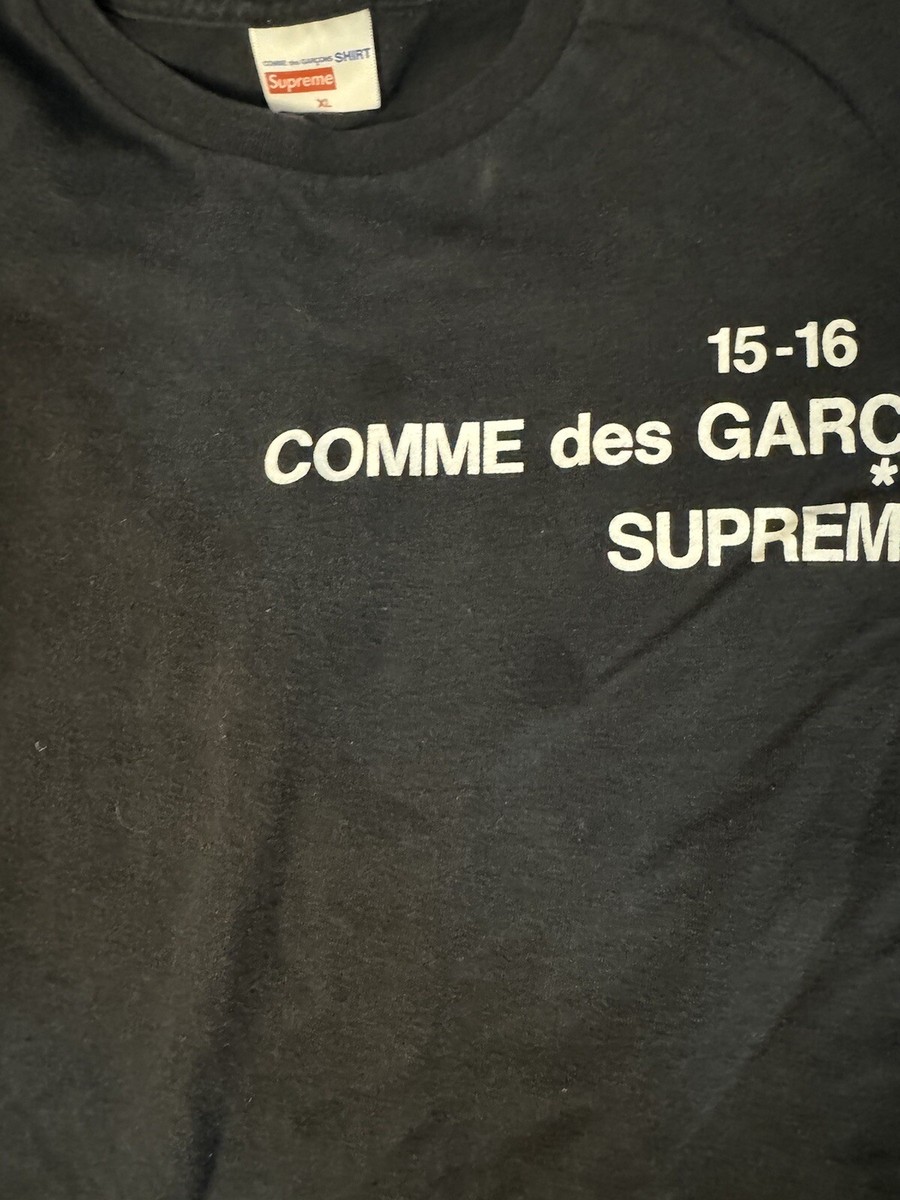 COMME des GARÇONS SHIRT
Supreme
XL
15-16
COMME des GARÇ
*
SUPREM